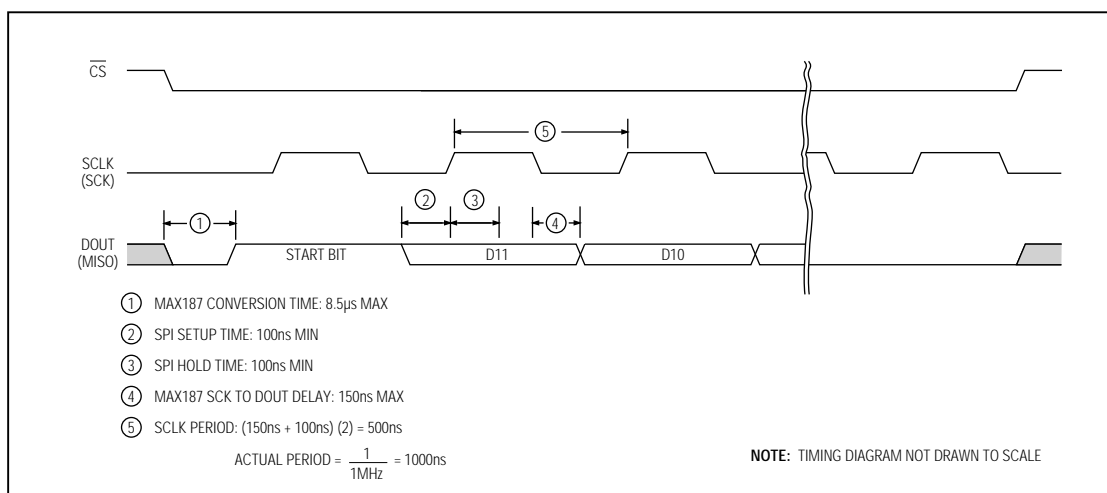 CS
⑤
SCLK
(SCK)
② ③
① ④
DOUT
(MISO)
START BIT D11 D10
① MAX187 CONVERSION TIME: 8.5µs MAX
② SPI SETUP TIME: 100ns MIN
③ SPI HOLD TIME: 100ns MIN
④ MAX187 SCK TO DOUT DELAY: 150ns MAX
⑤ SCLK PERIOD: (150ns + 100ns) (2) = 500ns
ACTUAL PERIOD = 1 / 1MHz = 1000ns
NOTE: TIMING DIAGRAM NOT DRAWN TO SCALE